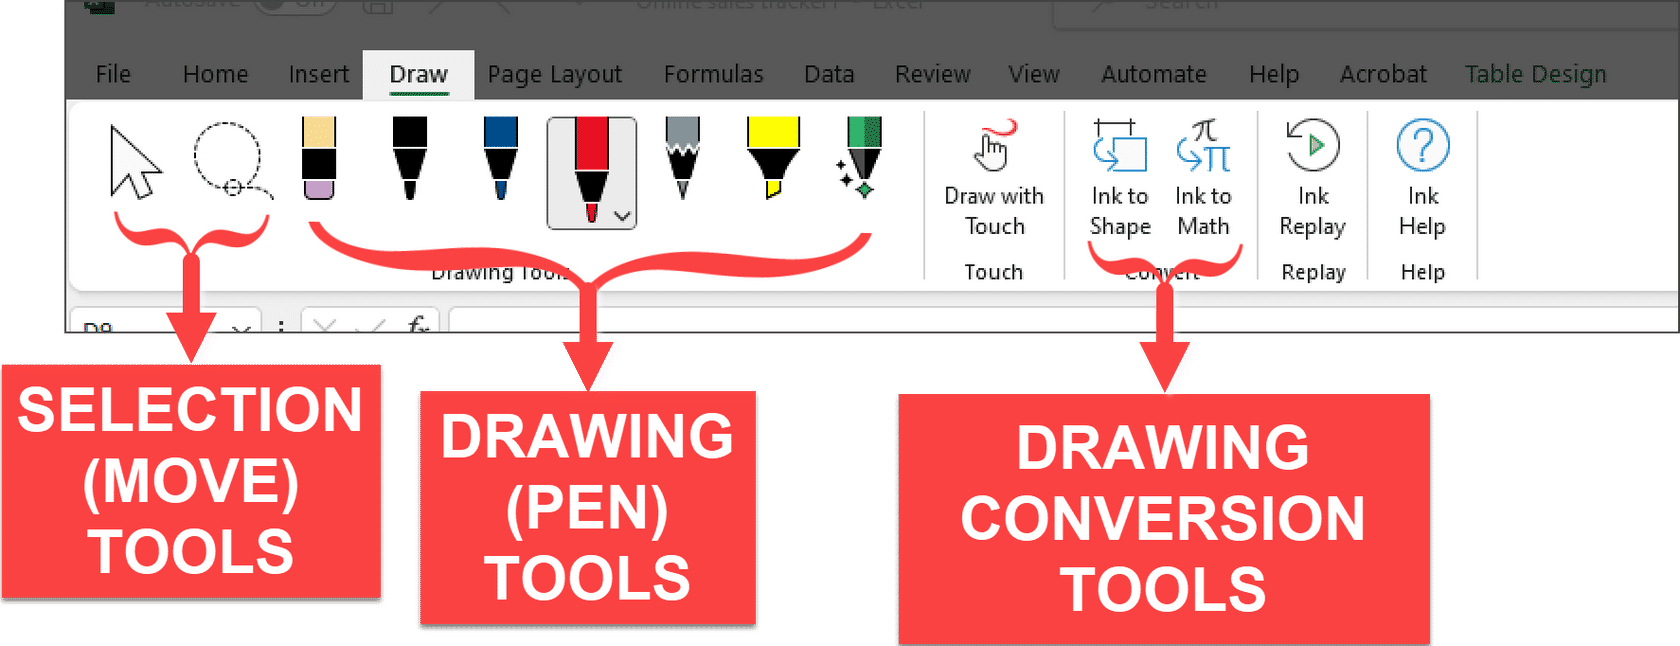 AutoSave Off Online sales tracker1 - Excel Search
File Home Insert Draw Page Layout Formulas Data Review View Automate Help Acrobat Table Design
Draw with Touch
Ink to Shape
Ink to Math
Ink Replay
Ink Help
Drawing Tools Touch Convert Replay Help
D9 fx
SELECTION
(MOVE)
TOOLS
DRAWING
(PEN)
TOOLS
DRAWING
CONVERSION
TOOLS